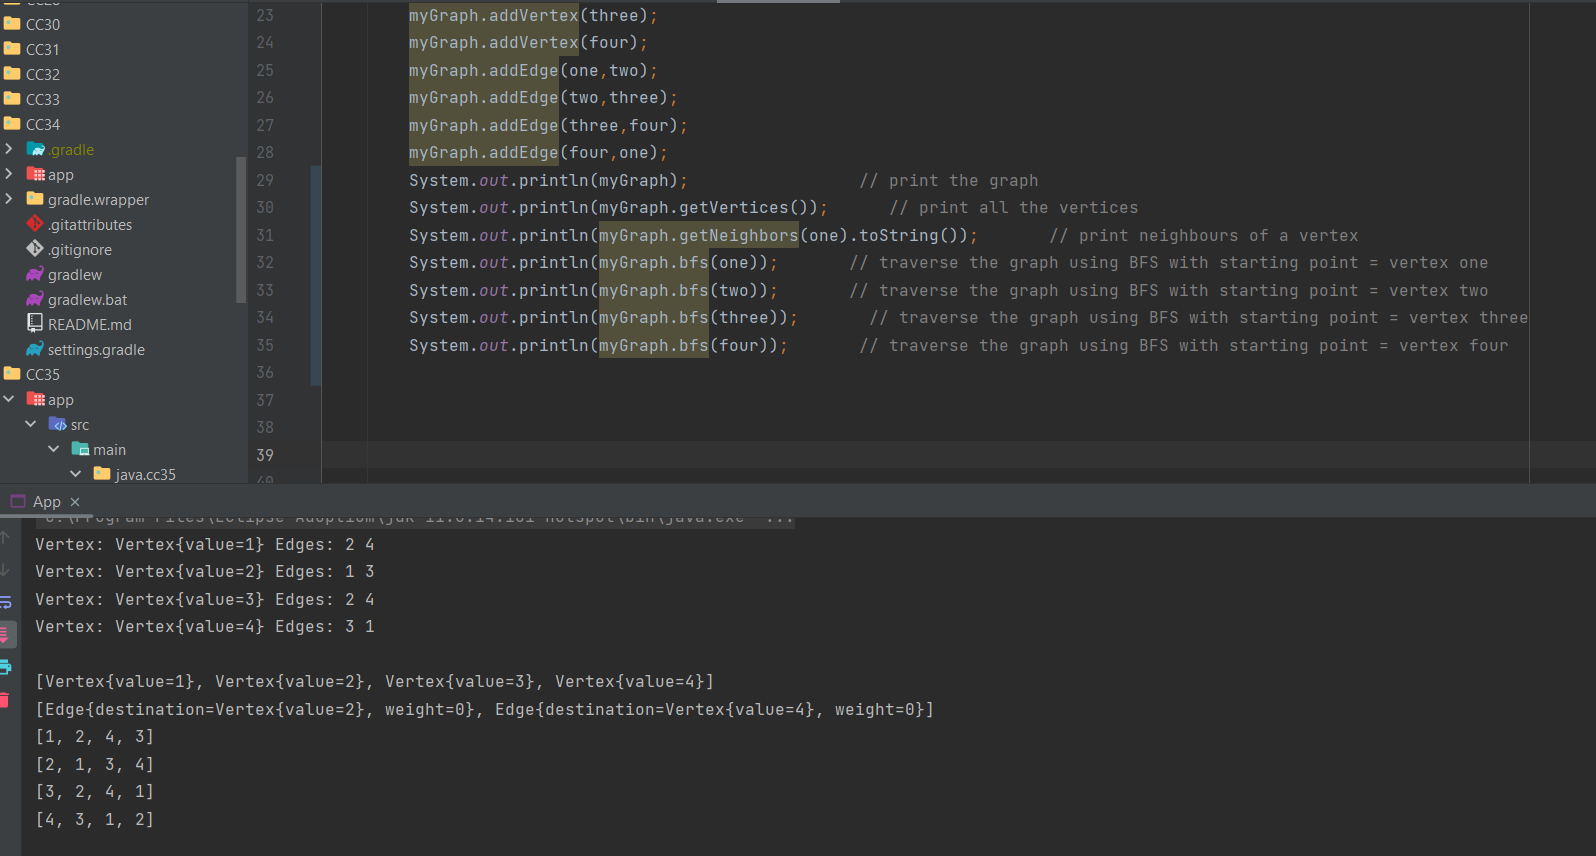 CC30
CC31
CC32
CC33
CC34
.gradle
app
gradle.wrapper
.gitattributes
.gitignore
gradlew
gradlew.bat
README.md
settings.gradle
CC35
app
src
main
java.cc35
23 myGraph.addVertex(three);
24 myGraph.addVertex(four);
25 myGraph.addEdge(one,two);
26 myGraph.addEdge(two,three);
27 myGraph.addEdge(three,four);
28 myGraph.addEdge(four,one);
29 System.out.println(myGraph); // print the graph
30 System.out.println(myGraph.getVertices()); // print all the vertices
31 System.out.println(myGraph.getNeighbors(one).toString()); // print neighbours of a vertex
32 System.out.println(myGraph.bfs(one)); // traverse the graph using BFS with starting point = vertex one
33 System.out.println(myGraph.bfs(two)); // traverse the graph using BFS with starting point = vertex two
34 System.out.println(myGraph.bfs(three)); // traverse the graph using BFS with starting point = vertex three
35 System.out.println(myGraph.bfs(four)); // traverse the graph using BFS with starting point = vertex four
36
37
38
39
40
App
Vertex: Vertex{value=1} Edges: 2 4
Vertex: Vertex{value=2} Edges: 1 3
Vertex: Vertex{value=3} Edges: 2 4
Vertex: Vertex{value=4} Edges: 3 1
[Vertex{value=1}, Vertex{value=2}, Vertex{value=3}, Vertex{value=4}]
[Edge{destination=Vertex{value=2}, weight=0}, Edge{destination=Vertex{value=4}, weight=0}]
[1, 2, 4, 3]
[2, 1, 3, 4]
[3, 2, 4, 1]
[4, 3, 1, 2]